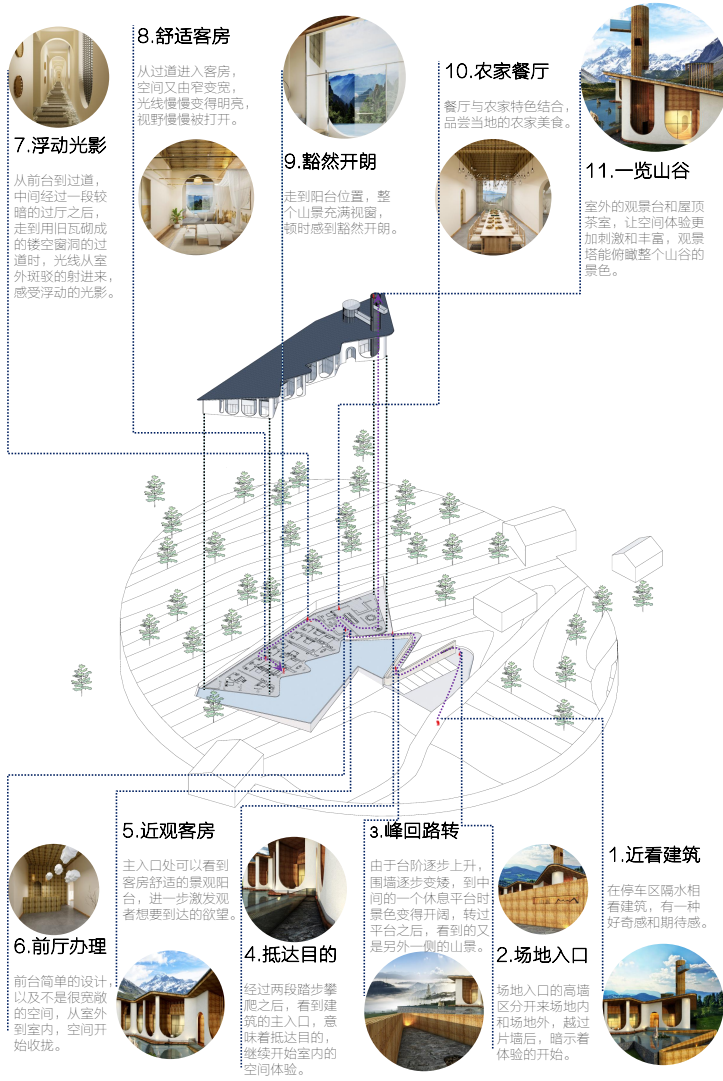 8.舒适客房
从过道进入客房，
空间又由窄变宽，
光线慢慢变得明亮，
视野慢慢被打开。
7.浮动光影
从前台到过道，
中间经过一段较
暗的过厅之后，
走到用旧瓦砌成
的镂空窗洞的过
道时，光线从室
外斑驳的射进来，
感受浮动的光影。
9.豁然开朗
走到阳台位置，整
个山景充满视窗，
顿时感到豁然开朗。
10.农家餐厅
餐厅与农家特色结合，
品尝当地的农家美食。
11.一览山谷
室外的观景台和屋顶
茶室，让空间体验更
加刺激和丰富，观景
塔能俯瞰整个山谷的
景色。
5.近观客房
主入口处可以看到
客房舒适的景观阳
台，进一步激发观
者想要到达的欲望。
6.前厅办理
前台简单的设计，
以及不是很宽敞
的空间，从室外
到室内，空间开
始收拢。
4.抵达目的
经过两段踏步攀
爬之后，看到建
筑的主入口，意
味着抵达目的，
继续开始室内的
空间体验。
3.峰回路转
由于台阶逐步上升，
围墙逐步变矮，到中
间的一个休息平台时
景色变得开阔，转过
平台之后，看到的又
是另外一侧的山景。
2.场地入口
场地入口的高墙
区分开来场地内
和场地外，越过
片墙后，暗示着
体验的开始。
1.近看建筑
在停车区隔水相
看建筑，有一种
好奇感和期待感。